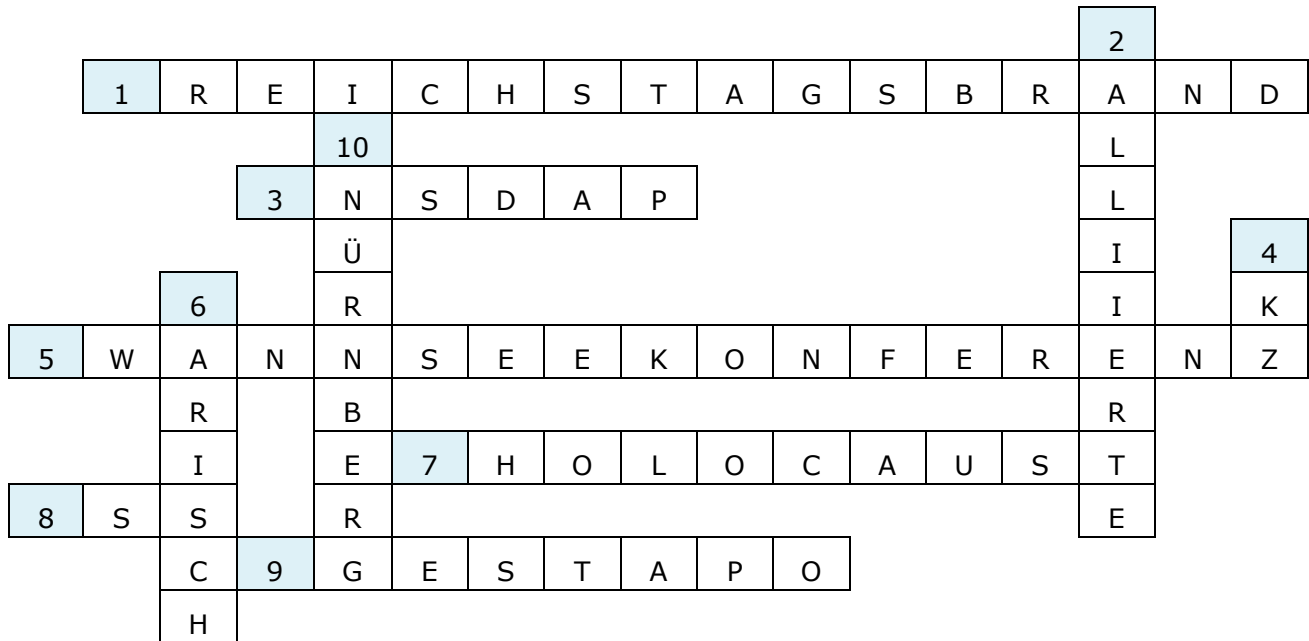 2
1 R E I C H S T A G S B R A N D
10 L
3 N S D A P L
Ü I 4
6 R I K
5 W A N N S E E K O N F E R E N Z
R B R
I E 7 H O L O C A U S T
8 S S R E
C 9 G E S T A P O
H